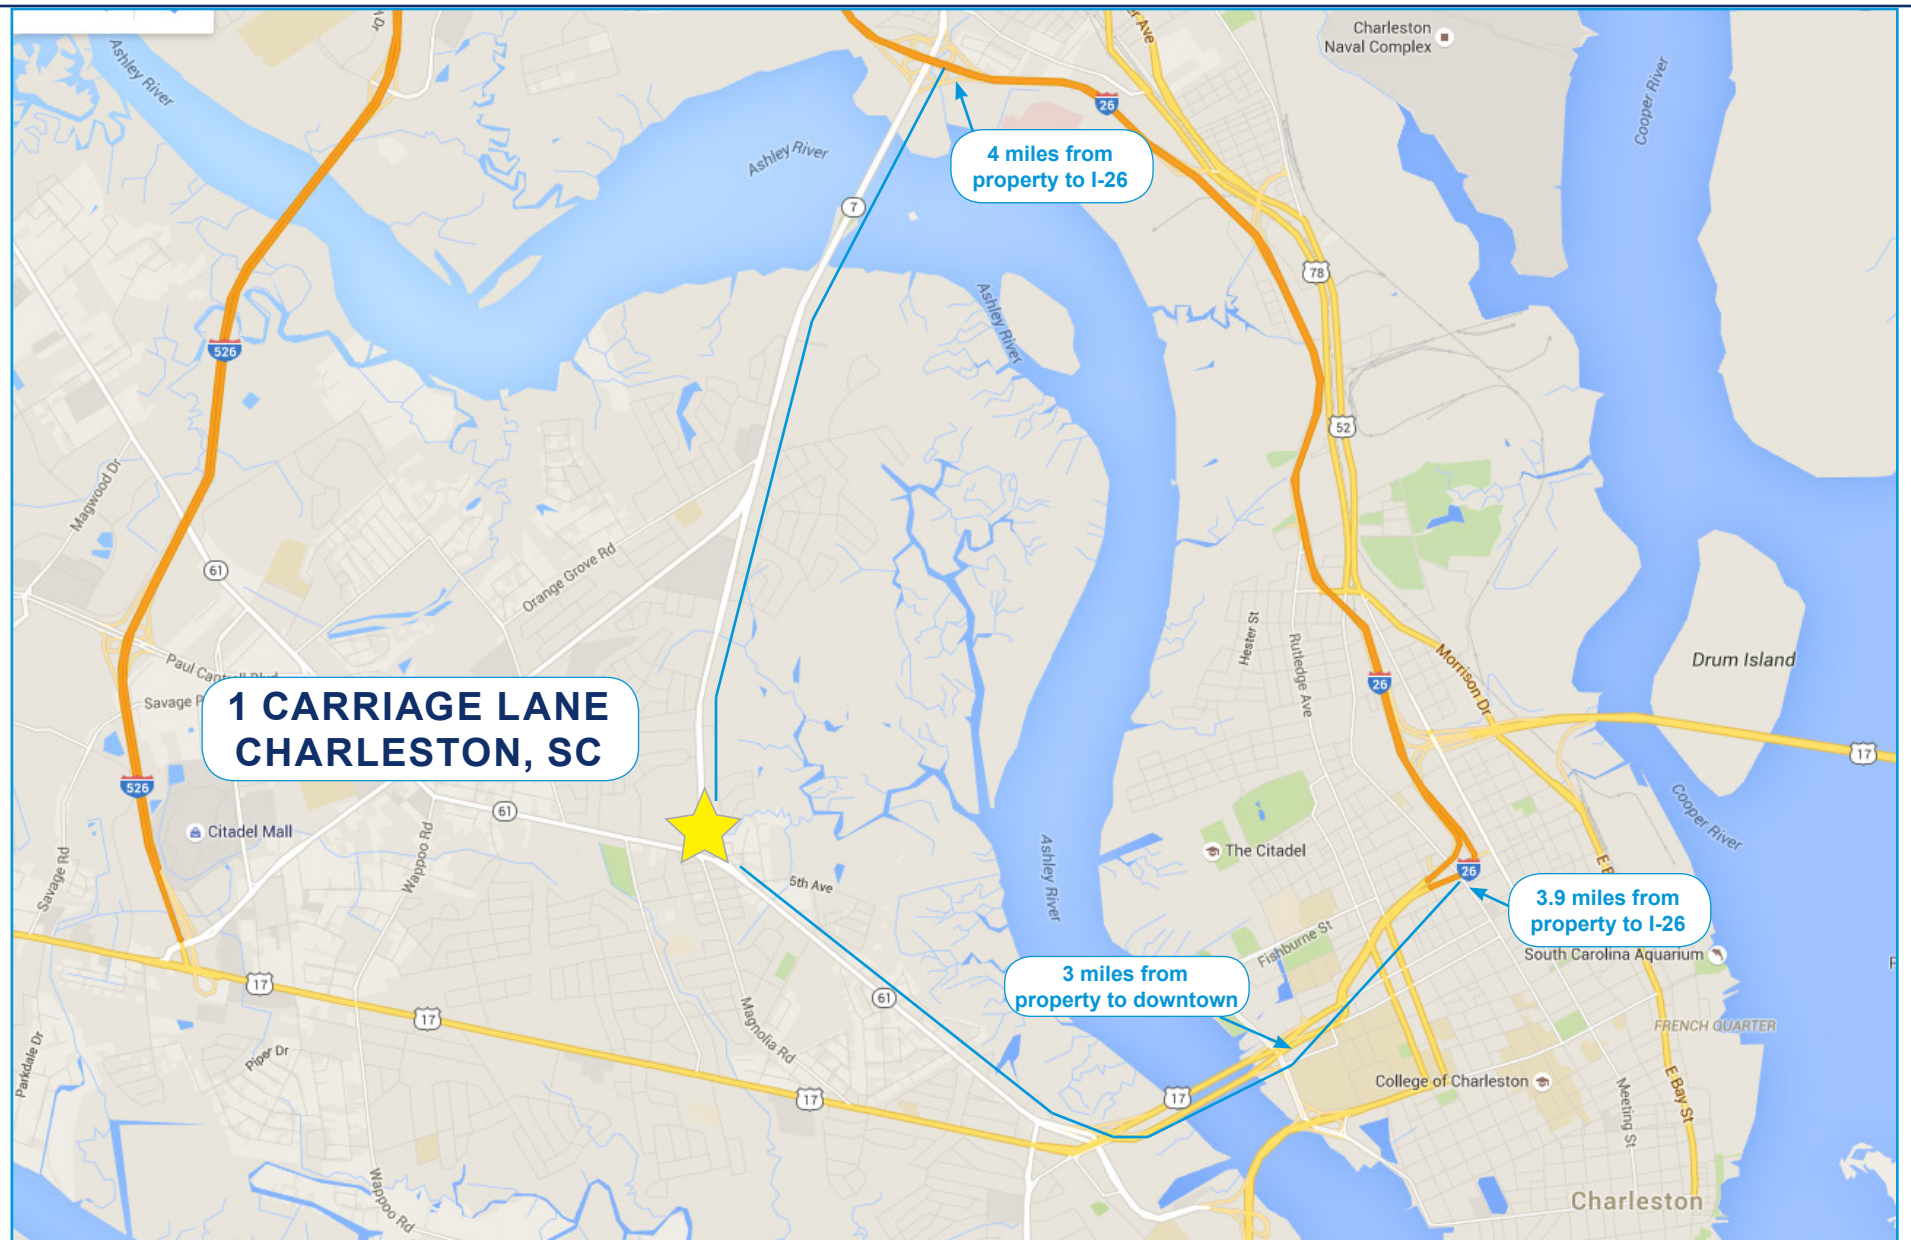 Charleston
Naval Complex
Ashley River
Cooper River
26
4 miles from
property to I-26
Ashley River
7
78
Ashley River
526
52
Magwood Dr
61
Orange Grove Rd
Hester St
Rutledge Ave
Morrison Dr
Drum Island
Savage
26
1 CARRIAGE LANE
CHARLESTON, SC
17
526
61
Citadel Mall
Wappoo Rd
Savage Rd
Cooper River
The Citadel
Ashley River
5th Ave
26
3.9 miles from
property to I-26
Fishburne St
South Carolina Aquarium
3 miles from
property to downtown
17
61
17
Magnolia Rd
FRENCH QUARTER
Parkdale Dr
Piper Dr
College of Charleston
17
17
Meeting St
E Bay St
Wappoo Rd
Charleston